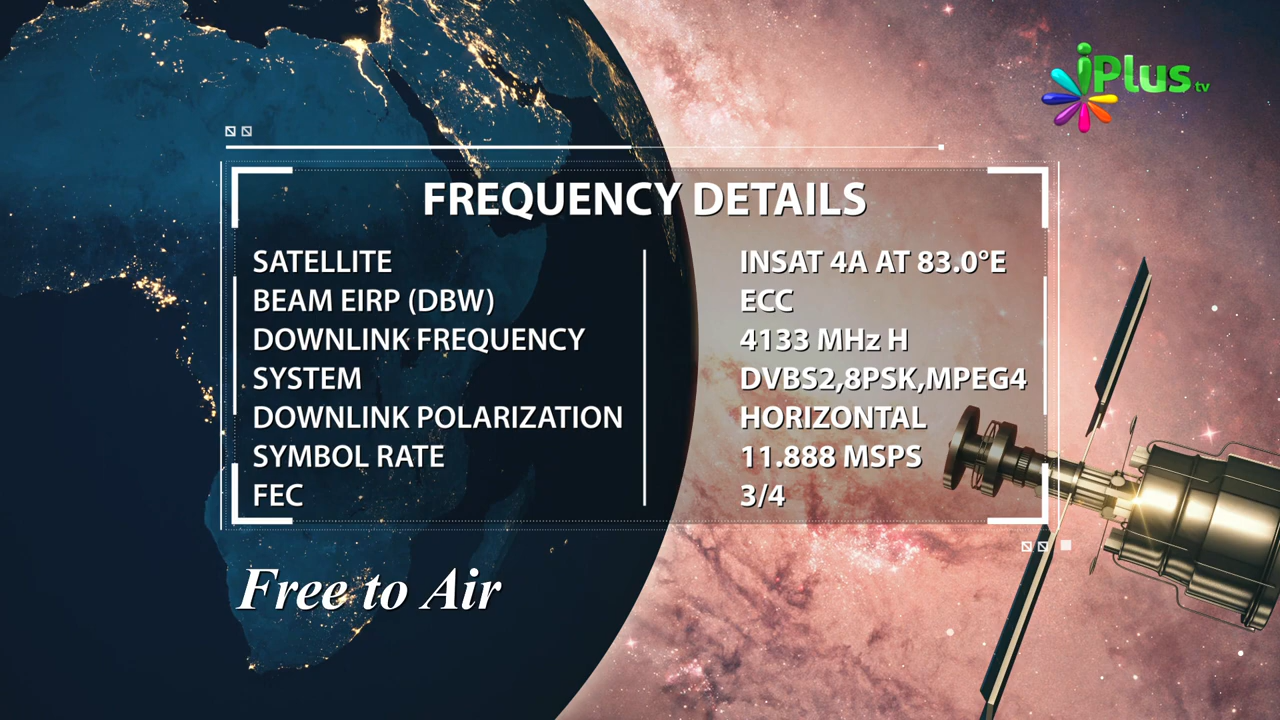 iPlus tv
FREQUENCY DETAILS
SATELLITE INSAT 4A AT 83.0°E
BEAM EIRP (DBW) ECC
DOWNLINK FREQUENCY 4133 MHz H
SYSTEM DVBS2,8PSK,MPEG4
DOWNLINK POLARIZATION HORIZONTAL
SYMBOL RATE 11.888 MSPS
FEC 3/4
Free to Air